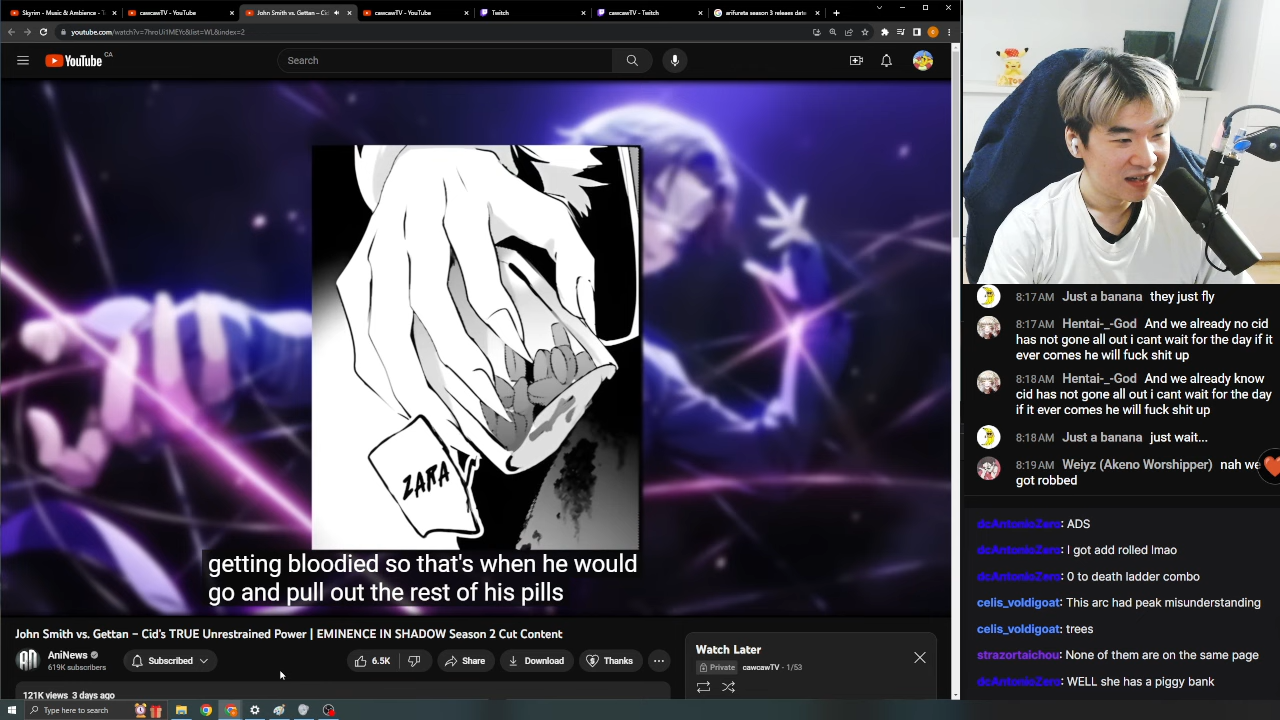 Skyrim - Music & Ambience - T
cawcawTV - YouTube
John Smith vs. Gettan – Cid's
cawcawTV - YouTube
Twitch
cawcawTV - Twitch
arifureta season 3 releaes date
youtube.com/watch?v=7hroUi1MEYc&list=WL&index=2
YouTube CA
Search
ZARA
getting bloodied so that's when he would
go and pull out the rest of his pills
John Smith vs. Gettan – Cid's TRUE Unrestrained Power | EMINENCE IN SHADOW Season 2 Cut Content
AniNews
619K subscribers
Subscribed
6.5K
Share
Download
Thanks
121K views 3 days ago
Watch Later
Private cawcawTV - 1/53
Type here to search
8:17 AM Just a banana they just fly
8:17 AM Hentai-_-God And we already no cid
has not gone all out i cant wait for the day if it
ever comes he will fuck shit up
8:18 AM Hentai-_-God And we already know
cid has not gone all out i cant wait for the day
if it ever comes he will fuck shit up
8:18 AM Just a banana just wait...
8:19 AM Weiyz (Akeno Worshipper) nah we
got robbed
dcAntonioZero: ADS
dcAntonioZero: I got add rolled lmao
dcAntonioZero: 0 to death ladder combo
celis_voldigoat: This arc had peak misunderstanding
celis_voldigoat: trees
strazortaichou: None of them are on the same page
dcAntonioZero: WELL she has a piggy bank